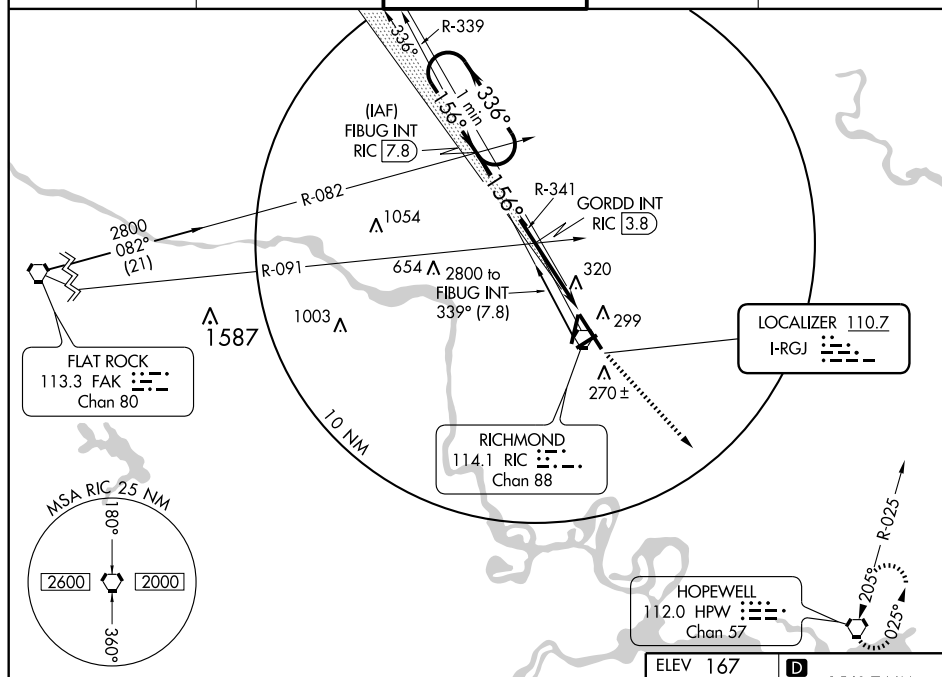 R-339
336°
336°
156°
1 min
(IAF)
FIBUG INT
RIC 7.8
156°
R-341
GORDD INT
RIC 3.8
R-082
2800
082°
(21)
1054
R-091
654
2800 to
FIBUG INT
339° (7.8)
320
299
1003
1587
270 ±
LOCALIZER 110.7
I-RGJ
FLAT ROCK
113.3 FAK
Chan 80
10 NM
RICHMOND
114.1 RIC
Chan 88
MSA RIC 25 NM
180°
2600
2000
360°
R-025
205°
025°
HOPEWELL
112.0 HPW
Chan 57
ELEV 167
D